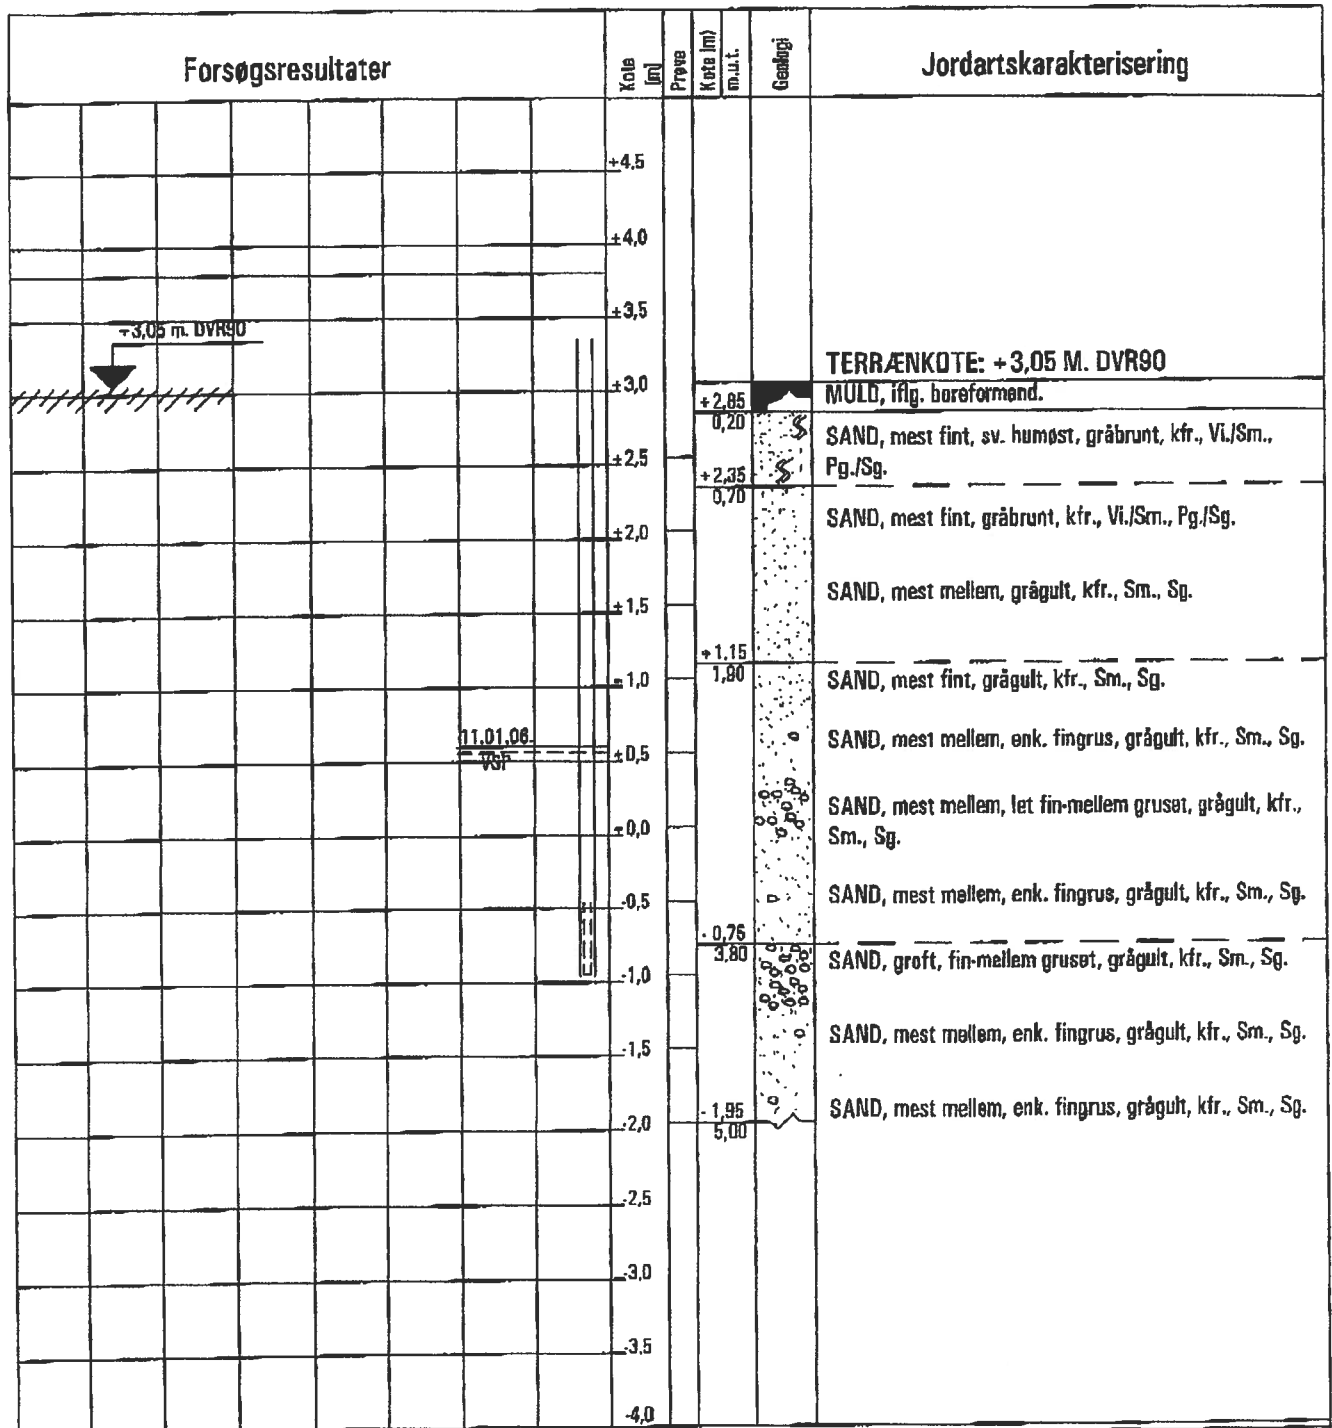 Forsøgsresultater
Kote [m]
Prøve
Kote (m)
m.u.t.
Geologi
Jordartskarakterisering
+4,5
+4,0
+3,5
+3,05 m. DVR90
TERRÆNKOTE: +3,05 M. DVR90
+3,0
MULD, iflg. boreformand.
+2,85
0,20
SAND, mest fint, sv. humøst, gråbrunt, kfr., Vi./Sm.,
Pg./Sg.
+2,5
+2,35
0,70
SAND, mest fint, gråbrunt, kfr., Vi./Sm., Pg./Sg.
+2,0
SAND, mest mellem, grågult, kfr., Sm., Sg.
+1,5
+1,15
1,90
SAND, mest fint, grågult, kfr., Sm., Sg.
+1,0
11.01.06.
VSP
+0,5
SAND, mest mellem, enk. fingrus, grågult, kfr., Sm., Sg.
SAND, mest mellem, let fin-mellem gruset, grågult, kfr.,
Sm., Sg.
+0,0
SAND, mest mellem, enk. fingrus, grågult, kfr., Sm., Sg.
-0,5
- 0,75
3,80
SAND, groft, fin-mellem gruset, grågult, kfr., Sm., Sg.
-1,0
SAND, mest mellem, enk. fingrus, grågult, kfr., Sm., Sg.
-1,5
SAND, mest mellem, enk. fingrus, grågult, kfr., Sm., Sg.
- 1,95
5,00
-2,0
-2,5
-3,0
-3,5
-4,0